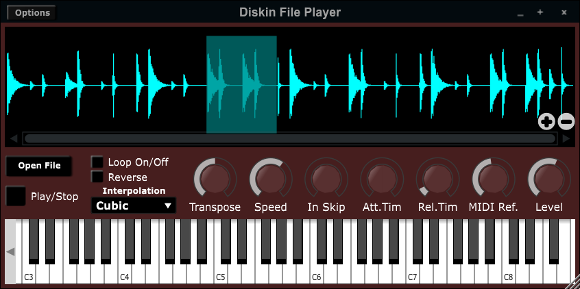 Options
Diskin File Player
Open File
Loop On/Off
Reverse
Play/Stop
Interpolation
Cubic
Transpose
Speed
In Skip
Att.Tim
Rel.Tim
MIDI Ref.
Level
C3
C4
C5
C6
C7
C8